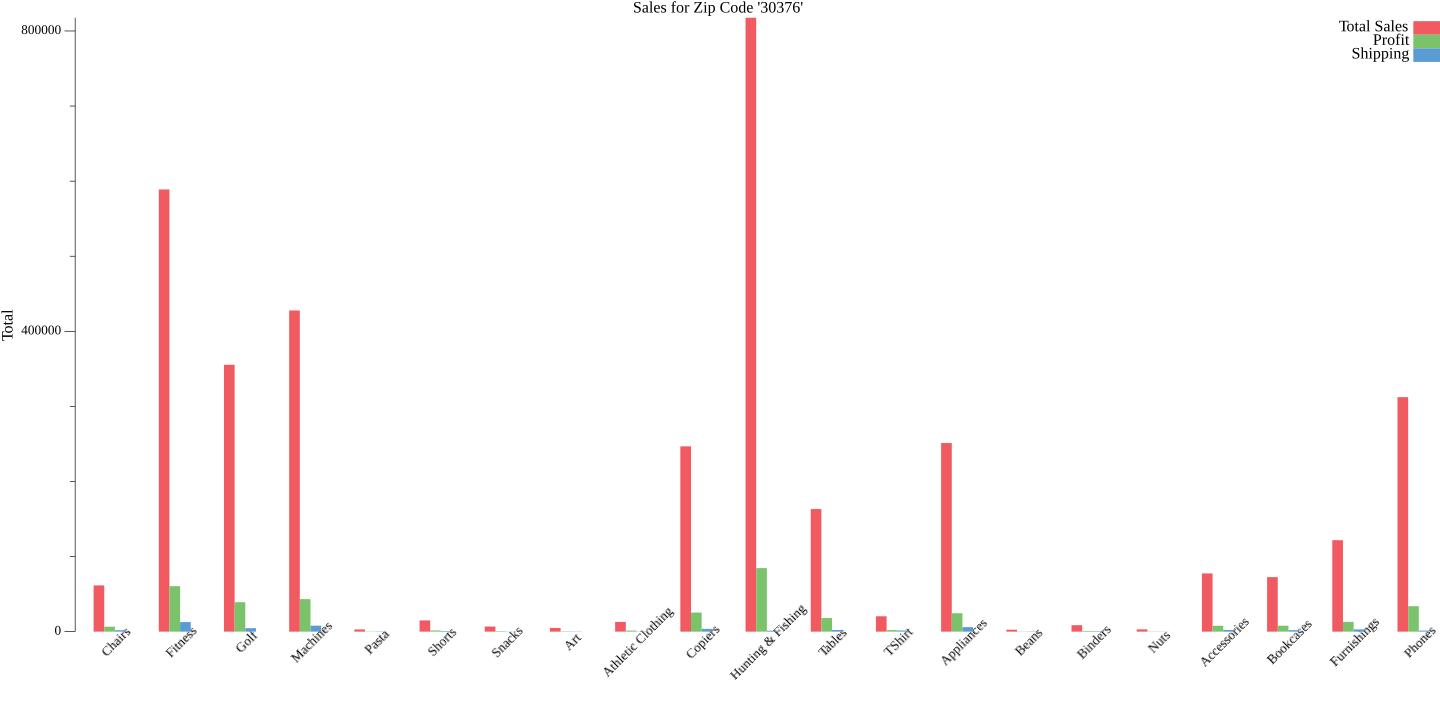 Sales for Zip Code '30376'
Total Sales
Profit
Shipping
Total
800000
400000
0
Chairs
Fitness
Golf
Machines
Pasta
Shorts
Snacks
Art
Athletic Clothing
Copiers
Hunting & Fishing
Tables
TShirt
Appliances
Beans
Binders
Nuts
Accessories
Bookcases
Furnishings
Phones